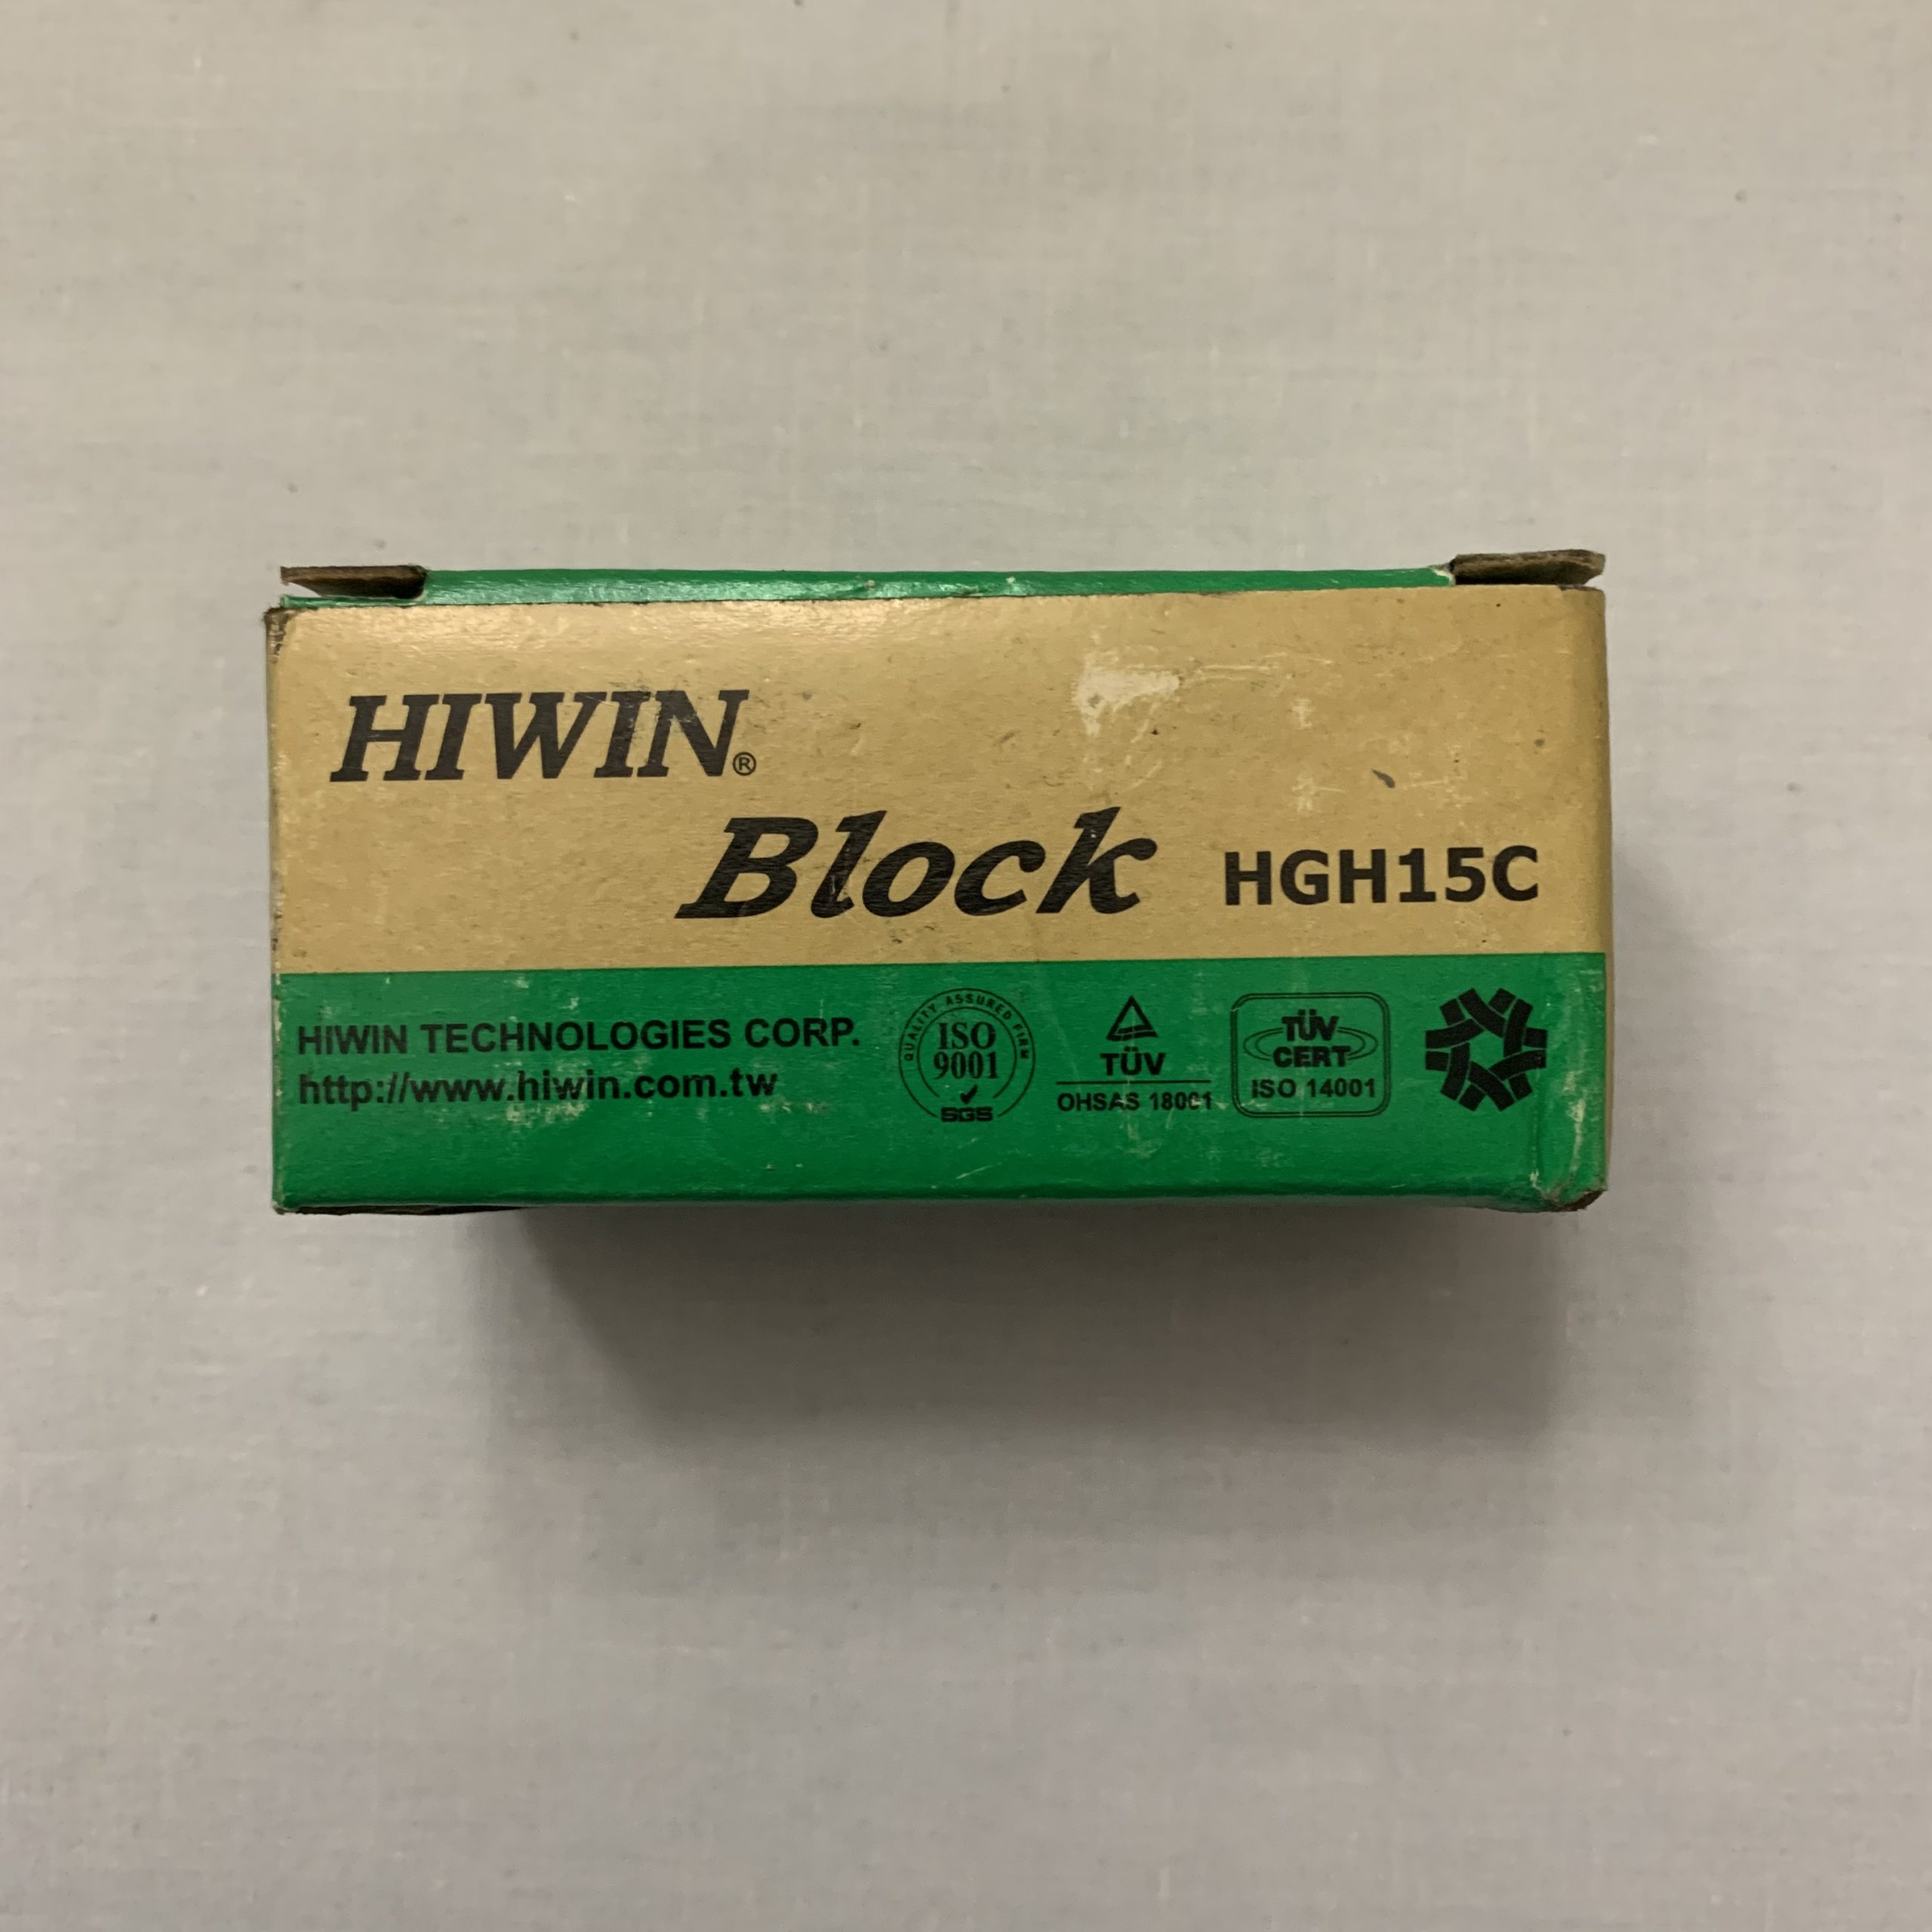 HIWIN®
Block HGH15C
HIWIN TECHNOLOGIES CORP.
http://www.hiwin.com.tw
QUALITY ASSURED FIRM
ISO
9001
SGS
TÜV
OHSAS 18001
TÜV
CERT
ISO 14001